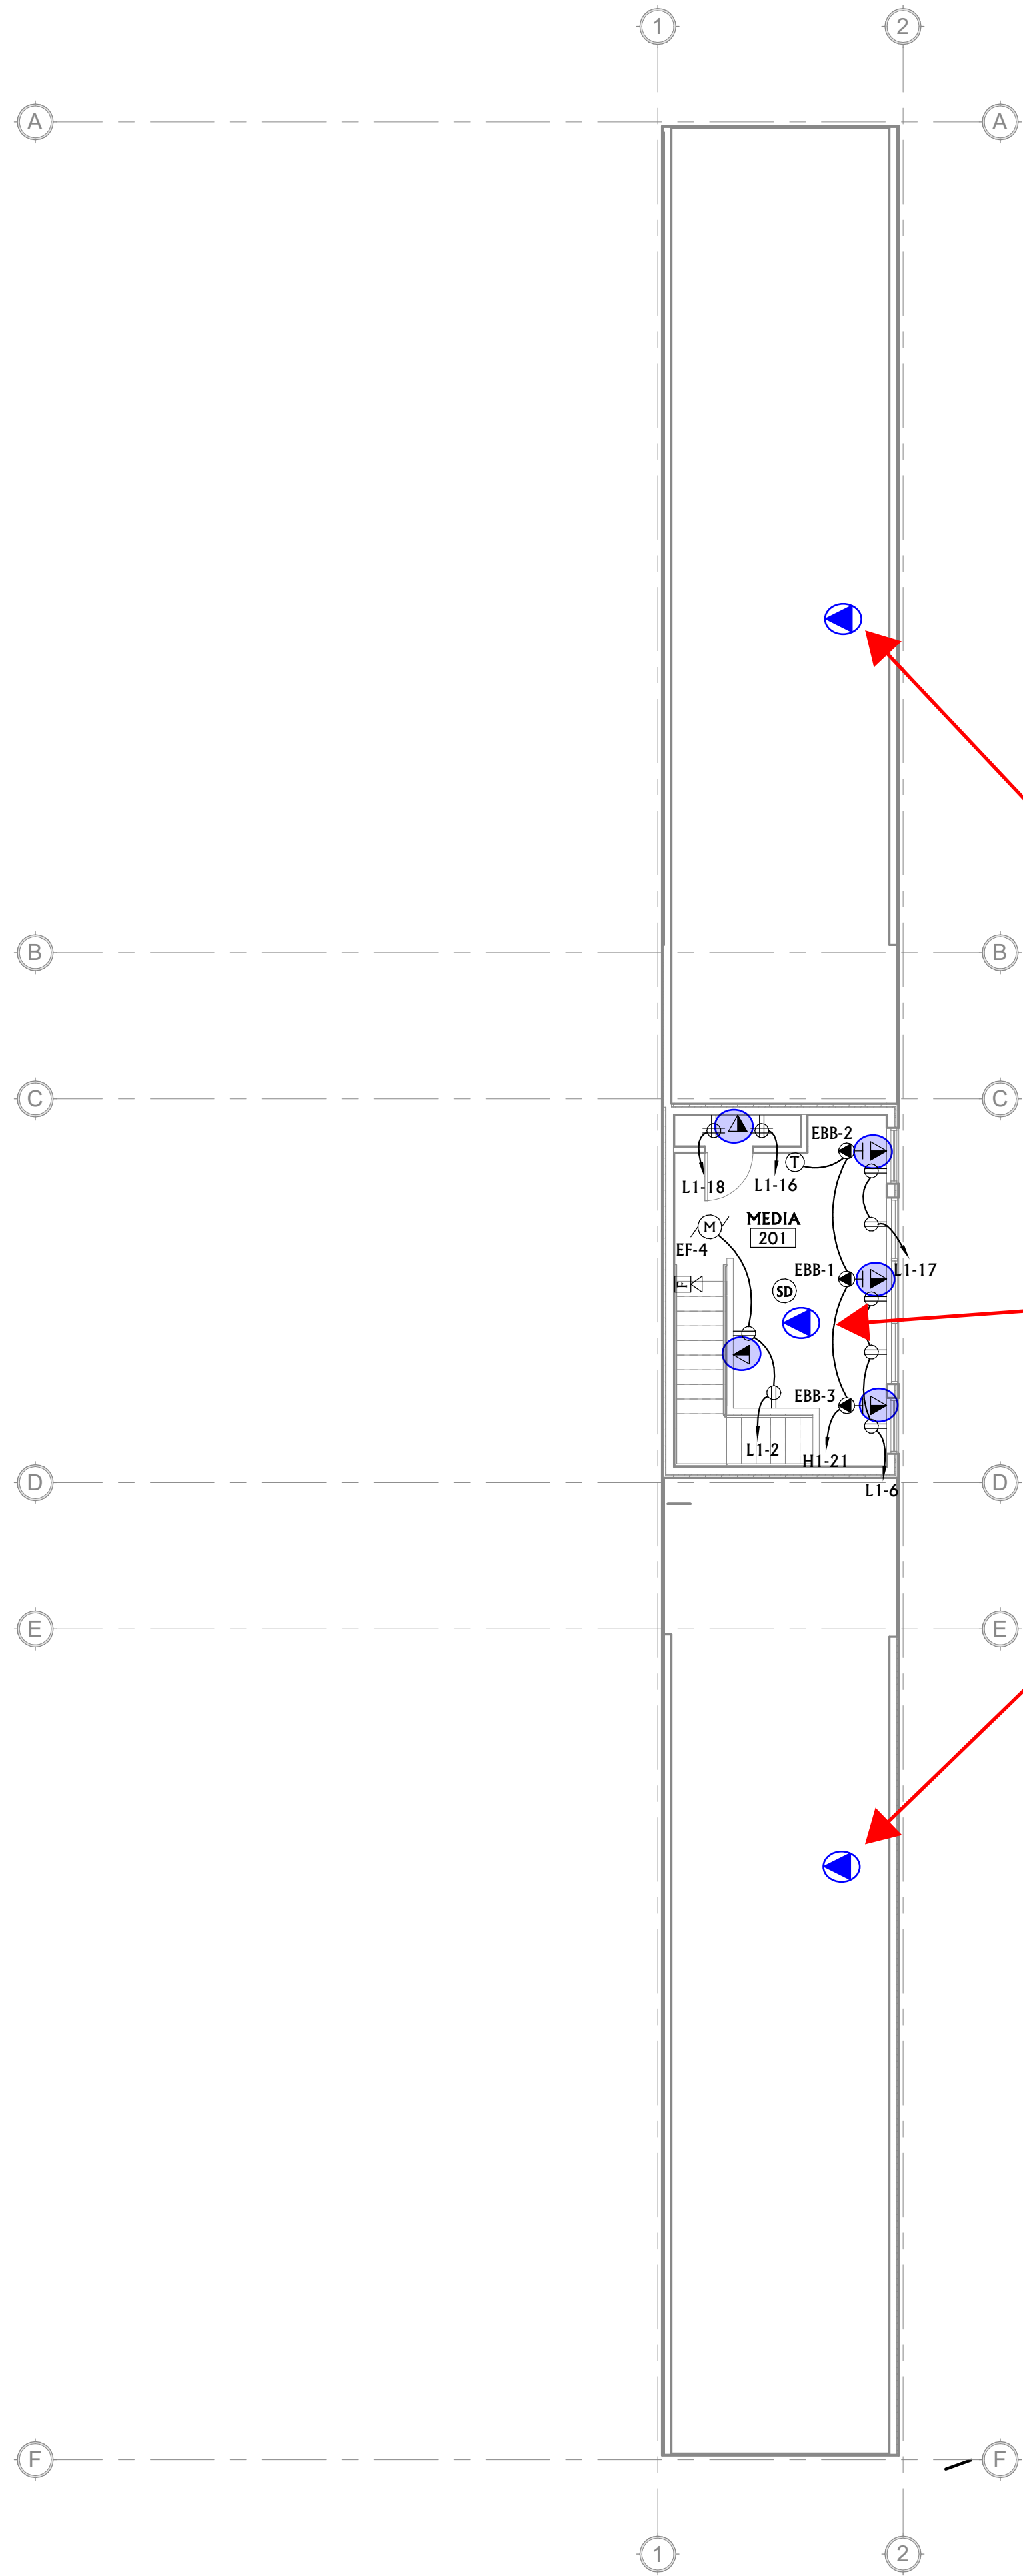 1 2
A A
B B
C C
EBB-2
T
L1-18 L1-16
MEDIA
201
M
EF-4
EBB-1 L1-17
F
SD
EBB-3
L1-2 H1-21
D D
L1-6
E E
F F
1 2